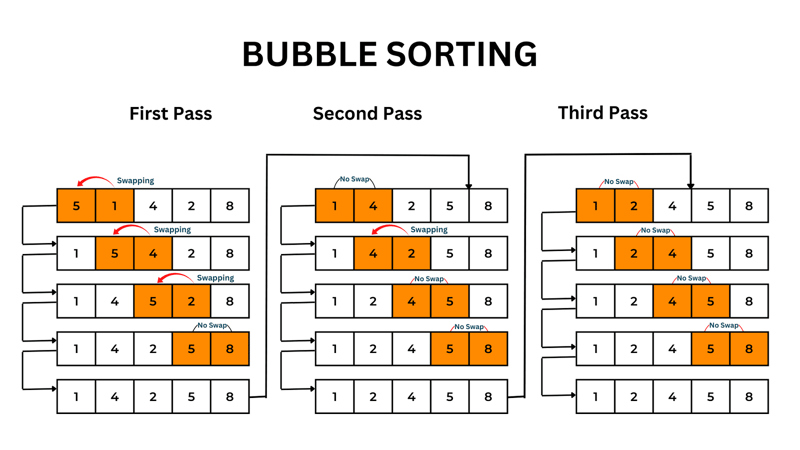 BUBBLE SORTING
First Pass
Second Pass
Third Pass
Swapping
5 1 4 2 8
Swapping
1 5 4 2 8
Swapping
1 4 5 2 8
No Swap
1 4 2 5 8
1 4 2 5 8
No Swap
1 4 2 5 8
Swapping
1 4 2 5 8
No Swap
1 2 4 5 8
No Swap
1 2 4 5 8
1 2 4 5 8
No Swap
1 2 4 5 8
No Swap
1 2 4 5 8
No Swap
1 2 4 5 8
No Swap
1 2 4 5 8
1 2 4 5 8